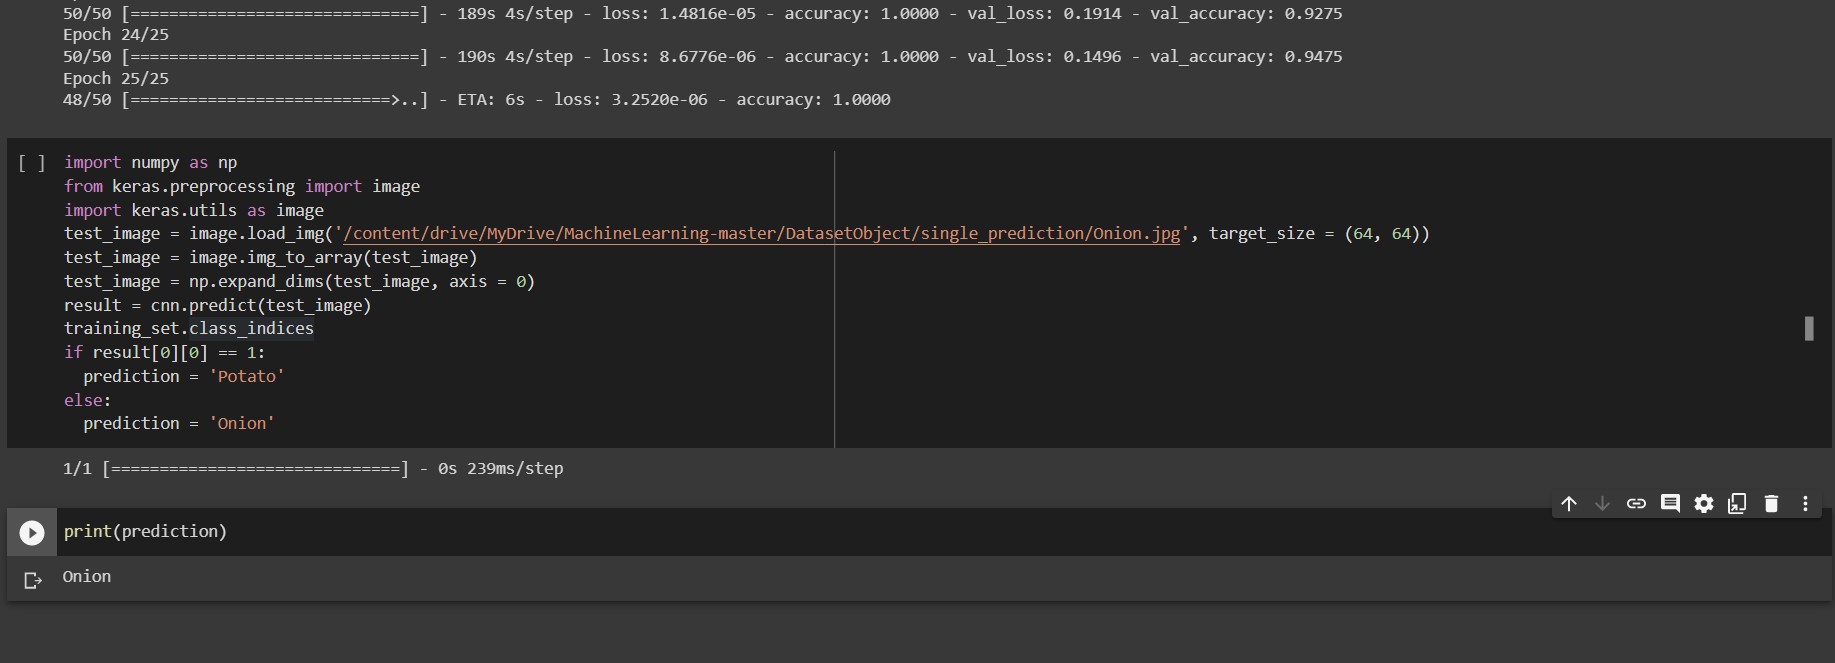 50/50 [==============================] - 189s 4s/step - loss: 1.4816e-05 - accuracy: 1.0000 - val_loss: 0.1914 - val_accuracy: 0.9275
Epoch 24/25
50/50 [==============================] - 190s 4s/step - loss: 8.6776e-06 - accuracy: 1.0000 - val_loss: 0.1496 - val_accuracy: 0.9475
Epoch 25/25
48/50 [===========================>..] - ETA: 6s - loss: 3.2520e-06 - accuracy: 1.0000
[ ] import numpy as np
from keras.preprocessing import image
import keras.utils as image
test_image = image.load_img('/content/drive/MyDrive/MachineLearning-master/DatasetObject/single_prediction/Onion.jpg', target_size = (64, 64))
test_image = image.img_to_array(test_image)
test_image = np.expand_dims(test_image, axis = 0)
result = cnn.predict(test_image)
training_set.class_indices
if result[0][0] == 1:
  prediction = 'Potato'
else:
  prediction = 'Onion'
1/1 [==============================] - 0s 239ms/step
print(prediction)
Onion